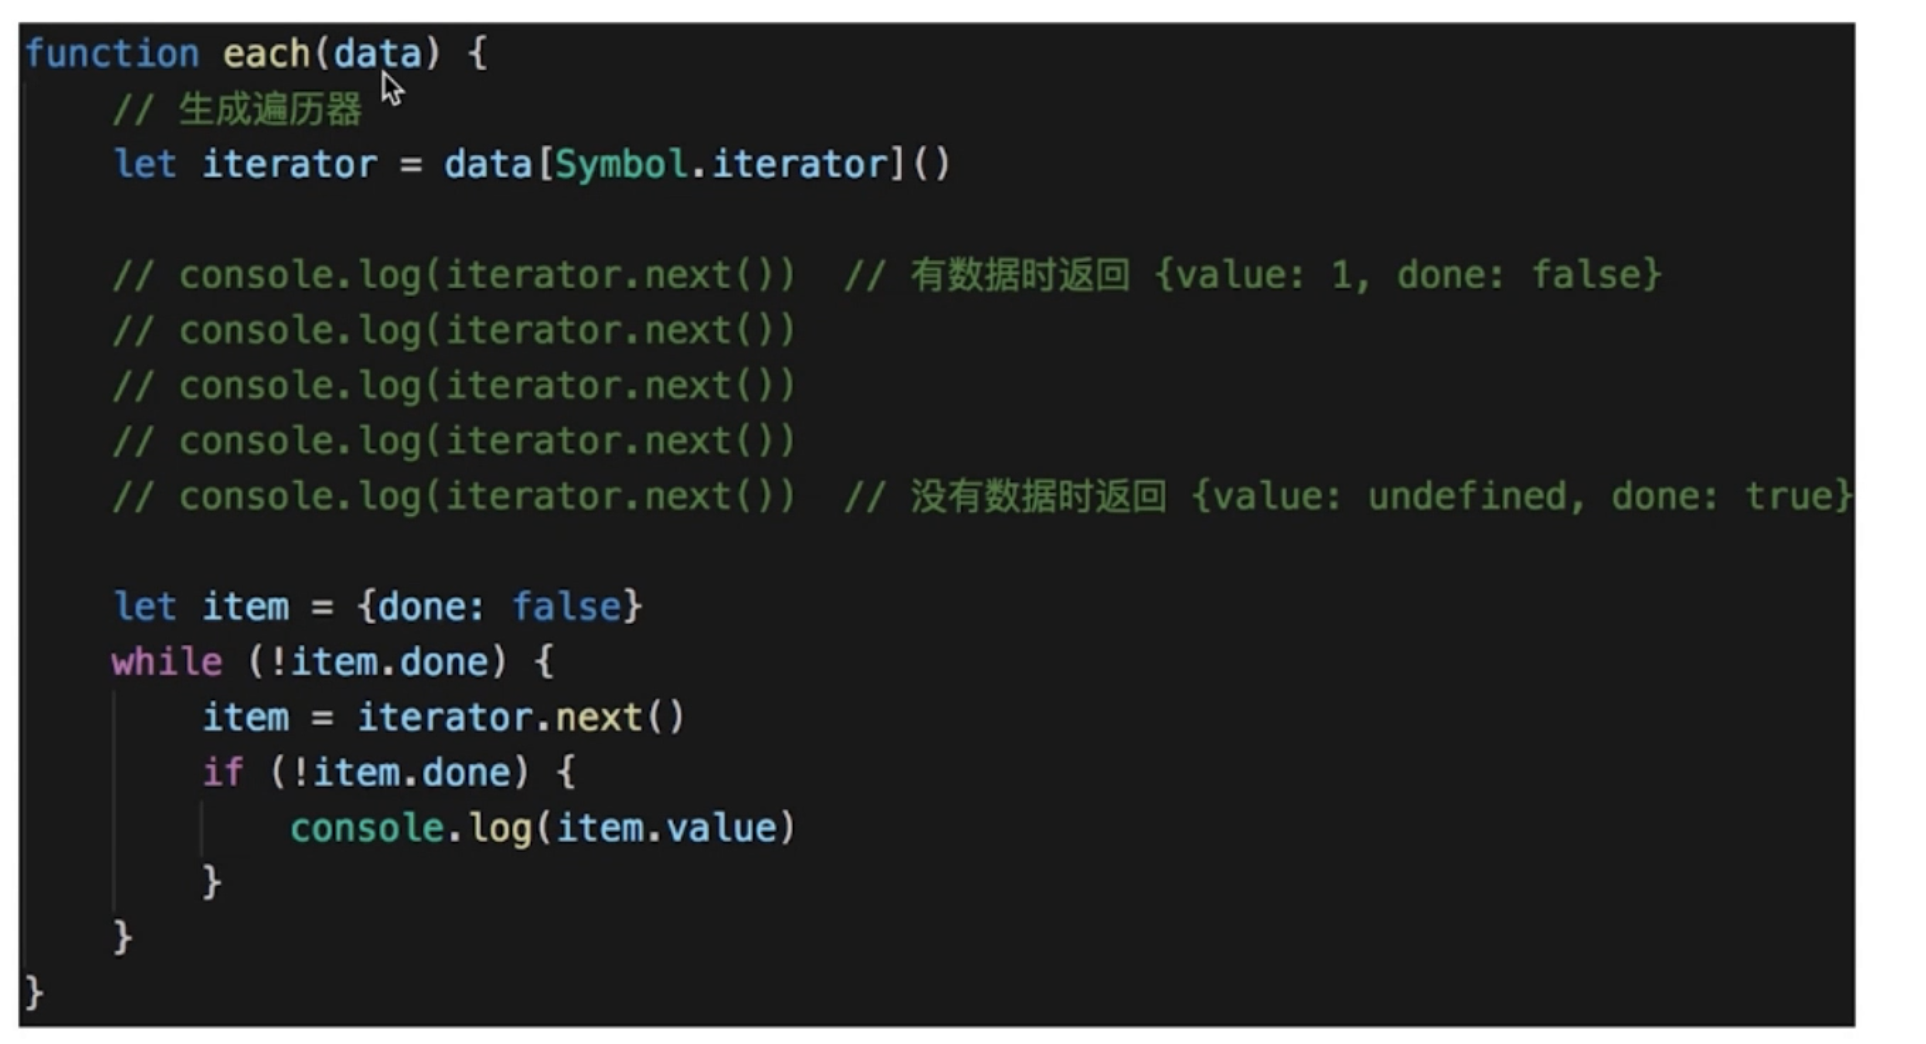 function each(data) {
// 生成遍历器
let iterator = data[Symbol.iterator]()
// console.log(iterator.next())  // 有数据时返回 {value: 1, done: false}
// console.log(iterator.next())
// console.log(iterator.next())
// console.log(iterator.next())
// console.log(iterator.next())  // 没有数据时返回 {value: undefined, done: true}
let item = {done: false}
while (!item.done) {
item = iterator.next()
if (!item.done) {
console.log(item.value)
}
}
}